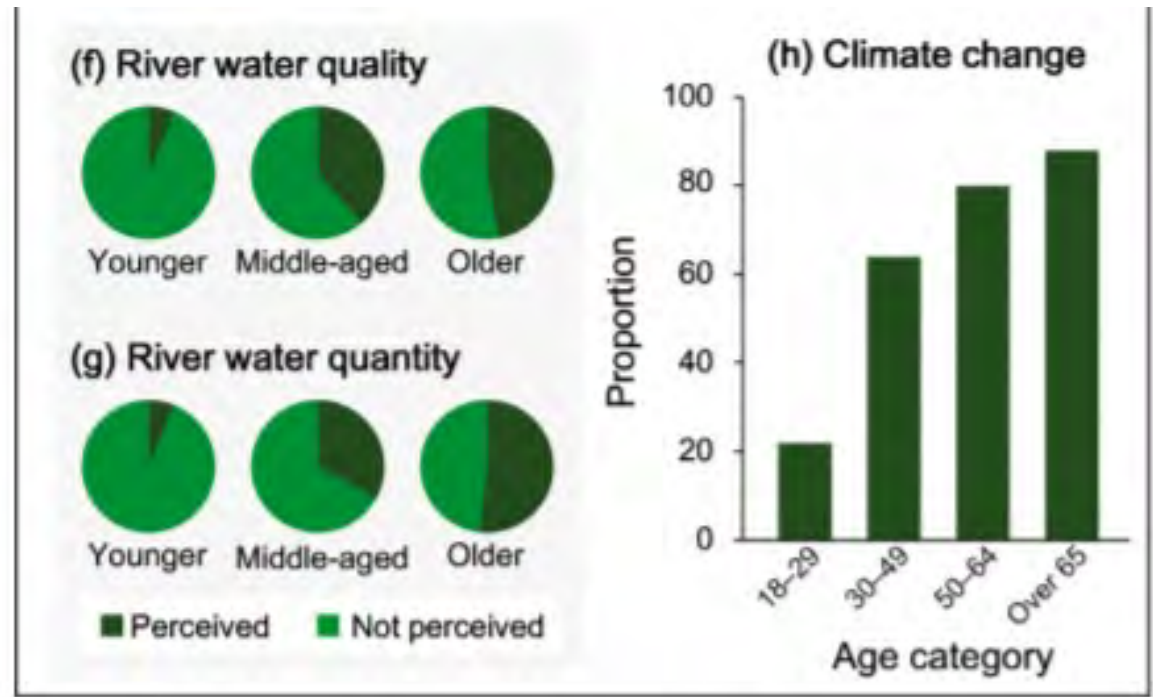 (f) River water quality
Younger Middle-aged Older
(g) River water quantity
Younger Middle-aged Older
Perceived Not perceived
(h) Climate change
Proportion
100
80
60
40
20
0
18–29 30–49 50–64 Over 65
Age category